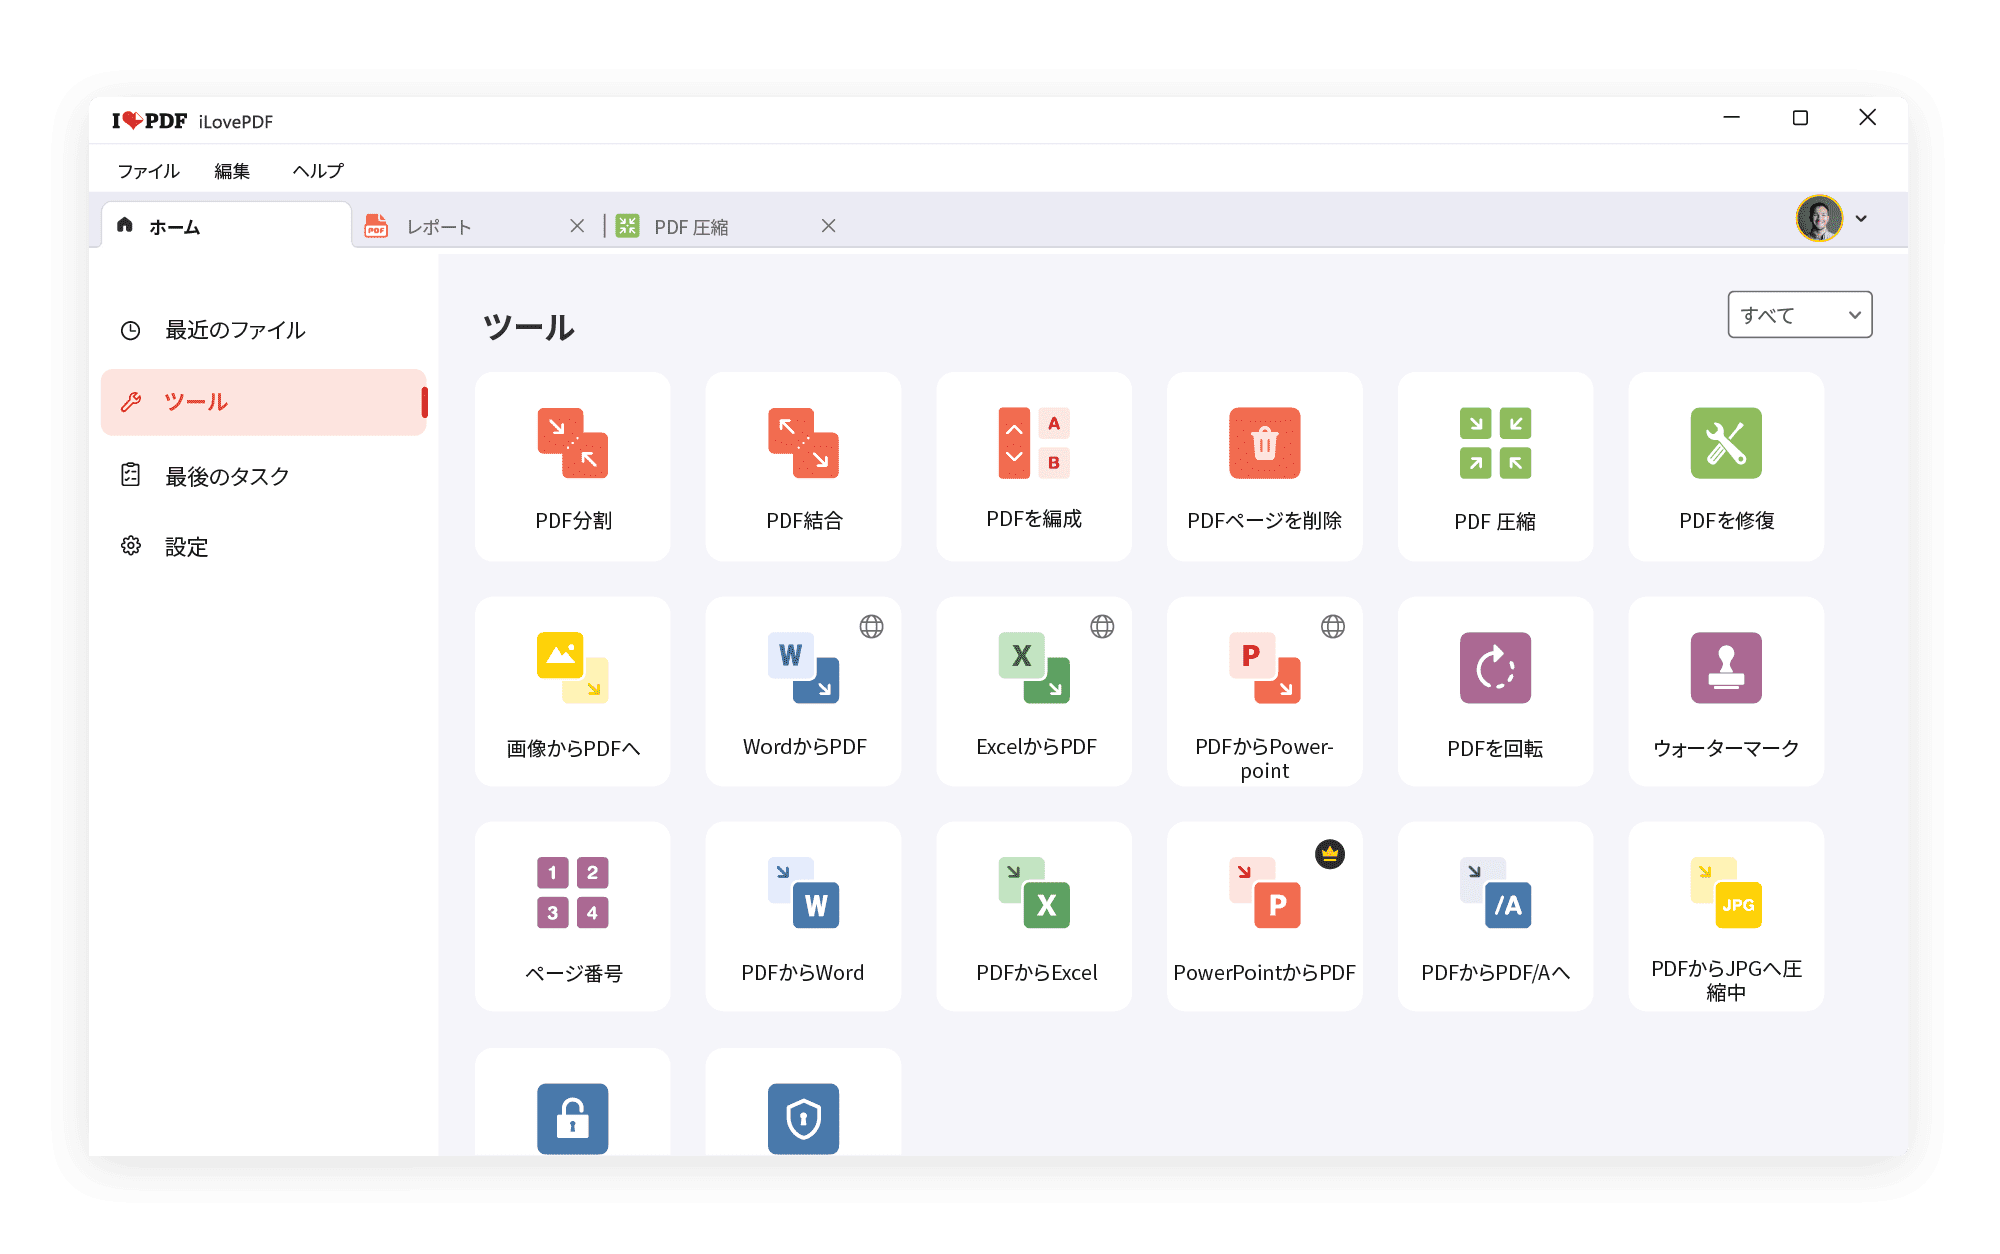 I PDF iLovePDF
ファイル 編集 ヘルプ
ホーム レポート PDF 圧縮
PDF
最近のファイル
ツール
最後のタスク
設定
ツール
すべて
A
B
PDF分割
PDF結合
PDFを編成
PDFページを削除
PDF 圧縮
PDFを修復
W
X
P
画像からPDFへ
WordからPDF
ExcelからPDF
PDFからPower-
point
PDFを回転
ウォーターマーク
1 2
3 4
W
X
P
/A
JPG
ページ番号
PDFからWord
PDFからExcel
PowerPointからPDF
PDFからPDF/Aへ
PDFからJPGへ圧
縮中